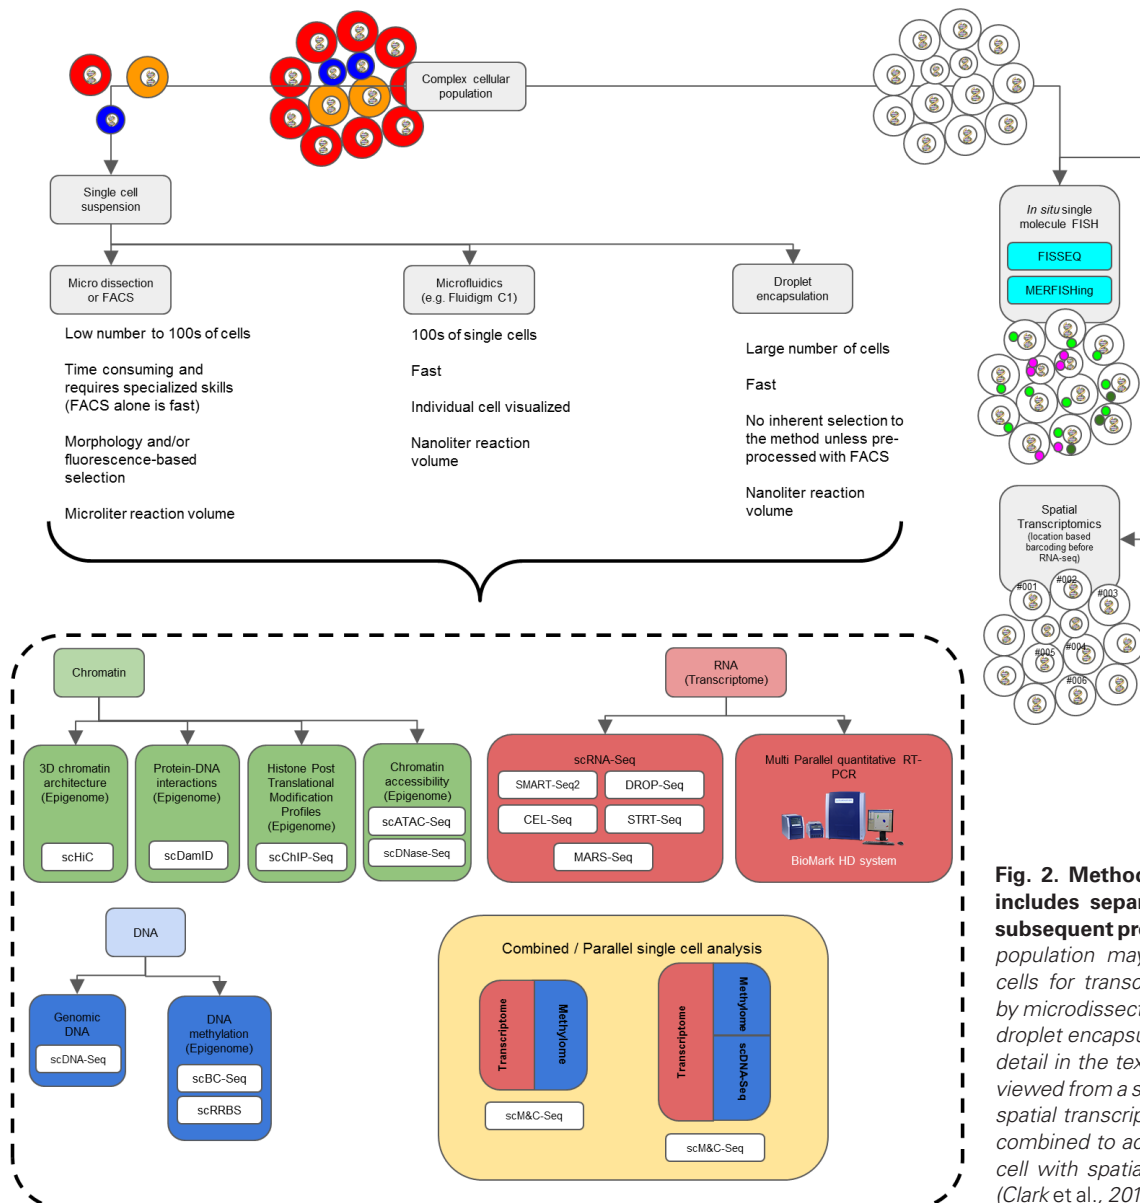 Complex cellular
population
Single cell
suspension
Micro dissection
or FACS
Low number to 100s of cells
Time consuming and
requires specialized skills
(FACS alone is fast)
Morphology and/or
fluorescence-based
selection
Microliter reaction volume
Microfluidics
(e.g. Fluidigm C1)
100s of single cells
Fast
Individual cell visualized
Nanoliter reaction
volume
Droplet
encapsulation
Large number of cells
Fast
No inherent selection to
the method unless pre-
processed with FACS
Nanoliter reaction
volume
In situ single
molecule FISH
FISSEQ
MERFISHing
Spatial
Transcriptomics
(location based
barcoding before
RNA-seq)
#001
#002
#003
#004
#005
#006
Chromatin
3D chromatin
architecture
(Epigenome)
scHiC
Protein-DNA
interactions
(Epigenome)
scDamID
Histone Post
Translational
Modification
Profiles
(Epigenome)
scChIP-Seq
Chromatin
accessibility
(Epigenome)
scATAC-Seq
scDNase-Seq
RNA
(Transcriptome)
scRNA-Seq
SMART-Seq2
DROP-Seq
CEL-Seq
STRT-Seq
MARS-Seq
Multi Parallel quantitative RT-
PCR
BioMark HD system
DNA
Genomic
DNA
scDNA-Seq
DNA
methylation
(Epigenome)
scBC-Seq
scRRBS
Combined / Parallel single cell analysis
Transcriptome
Methylome
scM&C-Seq
Transcriptome
Methylome
scDNA-Seq
scM&C-Seq
Fig. 2. Method
includes separ
subsequent pro
population may
cells for transc
by microdissect
droplet encapsu
detail in the tex
viewed from a s
spatial transcrip
combined to ac
cell with spatia
(Clark et al., 201